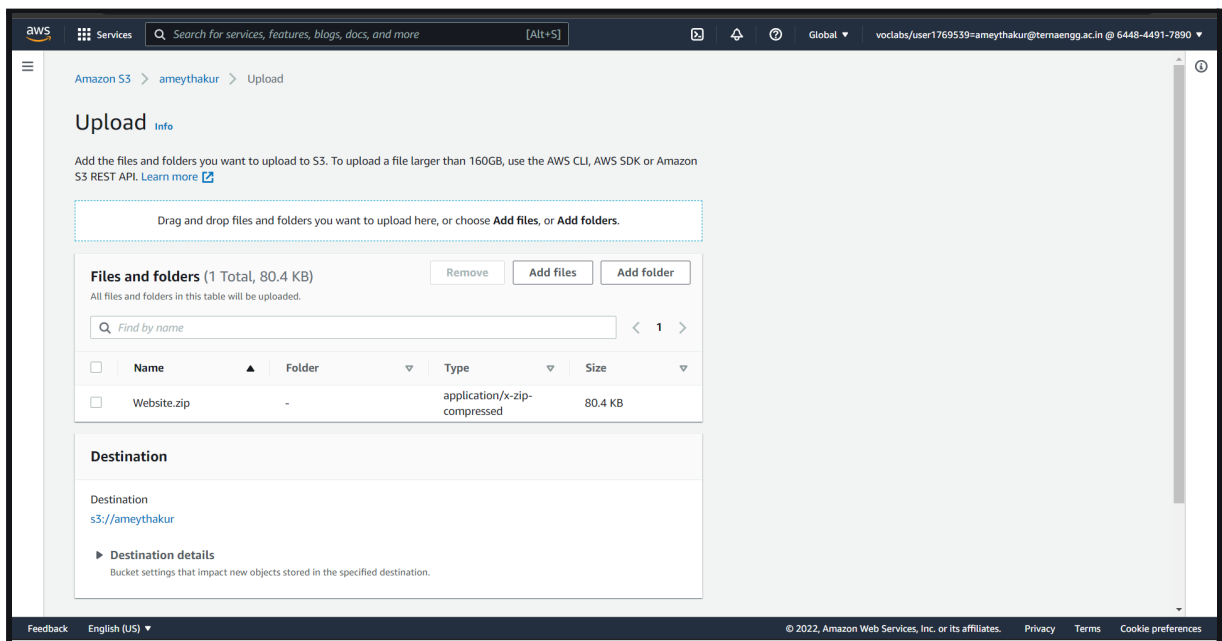 aws
Services
Search for services, features, blogs, docs, and more
[Alt+S]
Global ▼
voclabs/user1769539=ameythakur@ternaengg.ac.in @ 6448-4491-7890 ▼
Amazon S3 > ameythakur > Upload
Upload Info
Add the files and folders you want to upload to S3. To upload a file larger than 160GB, use the AWS CLI, AWS SDK or Amazon
S3 REST API. Learn more
Drag and drop files and folders you want to upload here, or choose Add files, or Add folders.
Files and folders (1 Total, 80.4 KB)
All files and folders in this table will be uploaded.
Remove
Add files
Add folder
Find by name
< 1 >
Name Folder Type Size
Website.zip - application/x-zip- 80.4 KB
compressed
Destination
Destination
s3://ameythakur
Destination details
Bucket settings that impact new objects stored in the specified destination.
Feedback English (US) ▼
© 2022, Amazon Web Services, Inc. or its affiliates. Privacy Terms Cookie preferences